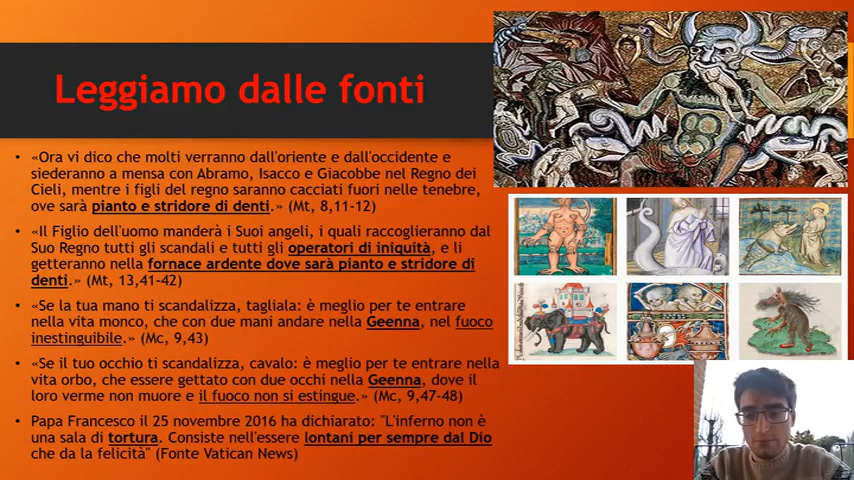 Leggiamo dalle fonti
• «Ora vi dico che molti verranno dall'oriente e dall'occidente e
siederanno a mensa con Abramo, Isacco e Giacobbe nel Regno dei
Cieli, mentre i figli del regno saranno cacciati fuori nelle tenebre,
ove sarà pianto e stridore di denti.» (Mt, 8,11-12)
• «Il Figlio dell'uomo manderà i Suoi angeli, i quali raccoglieranno dal
Suo Regno tutti gli scandali e tutti gli operatori di iniquità, e li
getteranno nella fornace ardente dove sarà pianto e stridore di
denti.» (Mt, 13,41-42)
• «Se la tua mano ti scandalizza, tagliala: è meglio per te entrare
nella vita monco, che con due mani andare nella Geenna, nel fuoco
inestinguibile.» (Mc, 9,43)
• «Se il tuo occhio ti scandalizza, cavalo: è meglio per te entrare nella
vita orbo, che essere gettato con due occhi nella Geenna, dove il
loro verme non muore e il fuoco non si estingue.» (Mc, 9,47-48)
• Papa Francesco il 25 novembre 2016 ha dichiarato: "L'inferno non è
una sala di tortura. Consiste nell'essere lontani per sempre dal Dio
che da la felicità" (Fonte Vatican News)